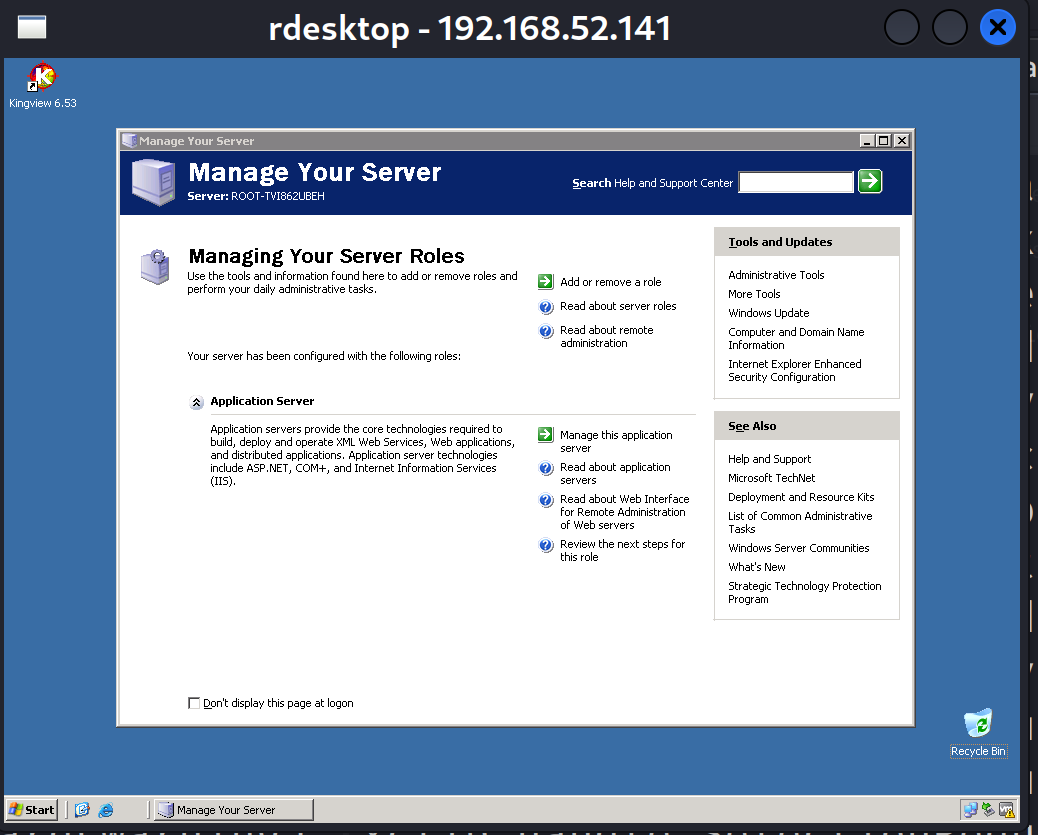 rdesktop - 192.168.52.141
Kingview 6.53
Manage Your Server
Manage Your Server
Server: ROOT-TVI862UBEH
Search Help and Support Center
Managing Your Server Roles
Use the tools and information found here to add or remove roles and
perform your daily administrative tasks.
Add or remove a role
Read about server roles
Read about remote
administration
Your server has been configured with the following roles:
Application Server
Application servers provide the core technologies required to
build, deploy and operate XML Web Services, Web applications,
and distributed applications. Application server technologies
include ASP.NET, COM+, and Internet Information Services
(IIS).
Manage this application
server
Read about application
servers
Read about Web Interface
for Remote Administration
of Web servers
Review the next steps for
this role
Tools and Updates
Administrative Tools
More Tools
Windows Update
Computer and Domain Name
Information
Internet Explorer Enhanced
Security Configuration
See Also
Help and Support
Microsoft TechNet
Deployment and Resource Kits
List of Common Administrative
Tasks
Windows Server Communities
What's New
Strategic Technology Protection
Program
Don't display this page at logon
Recycle Bin
Start
Manage Your Server